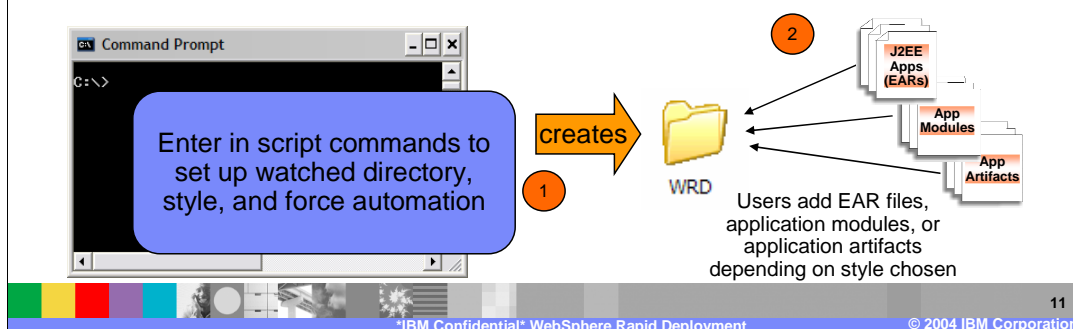 Command Prompt
C:\>
Enter in script commands to
set up watched directory,
style, and force automation
creates
1
WRD
2
J2EE
Apps
(EARs)
App
Modules
App
Artifacts
Users add EAR files,
application modules, or
application artifacts
depending on style chosen
11
*IBM Confidential* WebSphere Rapid Deployment
© 2004 IBM Corporation